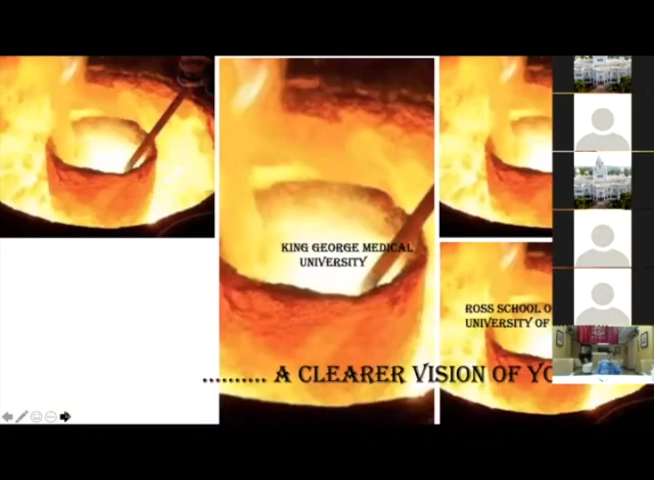 KING GEORGE MEDICAL
UNIVERSITY
ROSS SCHOOL O
UNIVERSITY OF
.......... A CLEARER VISION OF YO